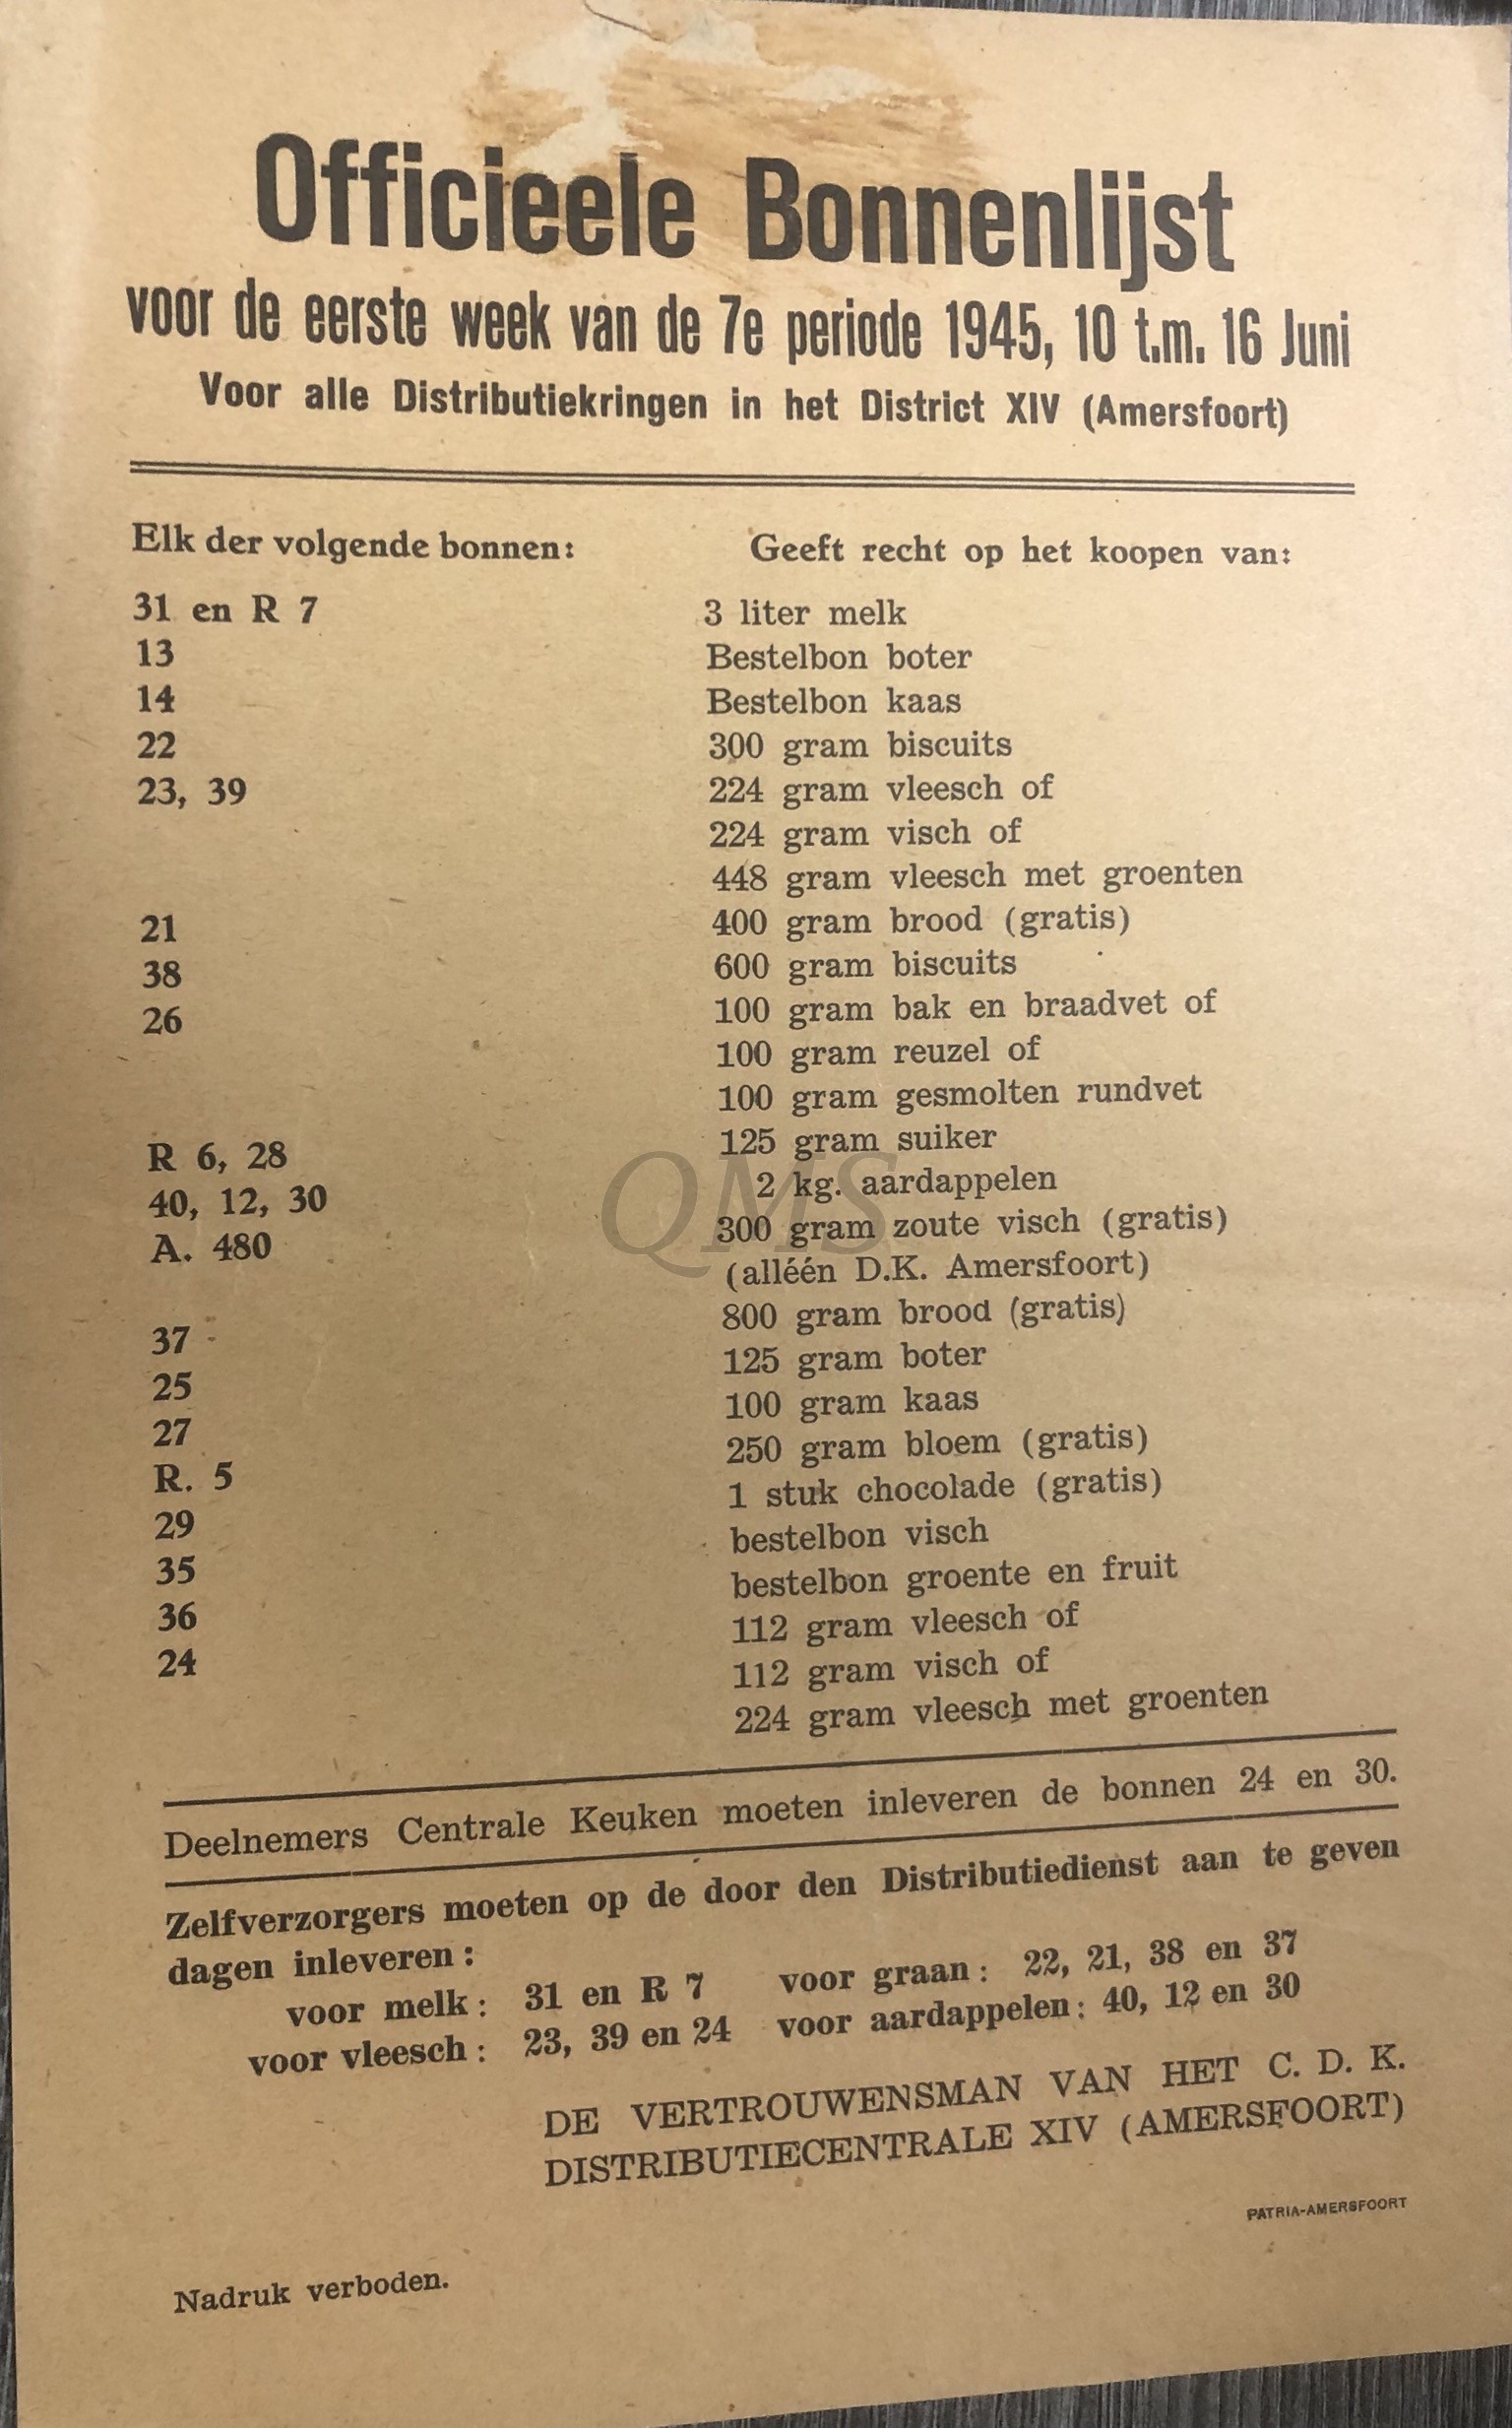 Officieele Bonnenlijst
voor de eerste week van de 7e periode 1945, 10 t.m. 16 Juni
Voor alle Distributiekringen in het District XIV (Amersfoort)
Elk der volgende bonnen: Geeft recht op het koopen van:
31 en R 7 3 liter melk
13 Bestelbon boter
14 Bestelbon kaas
22 300 gram biscuits
23, 39 224 gram vleesch of
224 gram visch of
448 gram vleesch met groenten
21 400 gram brood (gratis)
38 600 gram biscuits
26 100 gram bak en braadvet of
100 gram reuzel of
100 gram gesmolten rundvet
R 6, 28 125 gram suiker
40, 12, 30 2 kg. aardappelen
A. 480 300 gram zoute visch (gratis)
(alléén D.K. Amersfoort)
37 800 gram brood (gratis)
25 125 gram boter
27 100 gram kaas
R. 5 250 gram bloem (gratis)
29 1 stuk chocolade (gratis)
35 bestelbon visch
36 bestelbon groente en fruit
24 112 gram vleesch of
112 gram visch of
224 gram vleesch met groenten
QMS
Deelnemers Centrale Keuken moeten inleveren de bonnen 24 en 30.
Zelfverzorgers moeten op de door den Distributiedienst aan te geven
dagen inleveren:
voor melk: 31 en R 7 voor graan: 22, 21, 38 en 37
voor vleesch: 23, 39 en 24 voor aardappelen: 40, 12 en 30
DE VERTROUWENSMAN VAN HET C. D. K.
DISTRIBUTIECENTRALE XIV (AMERSFOORT)
PATRIA-AMERSFOORT
Nadruk verboden.